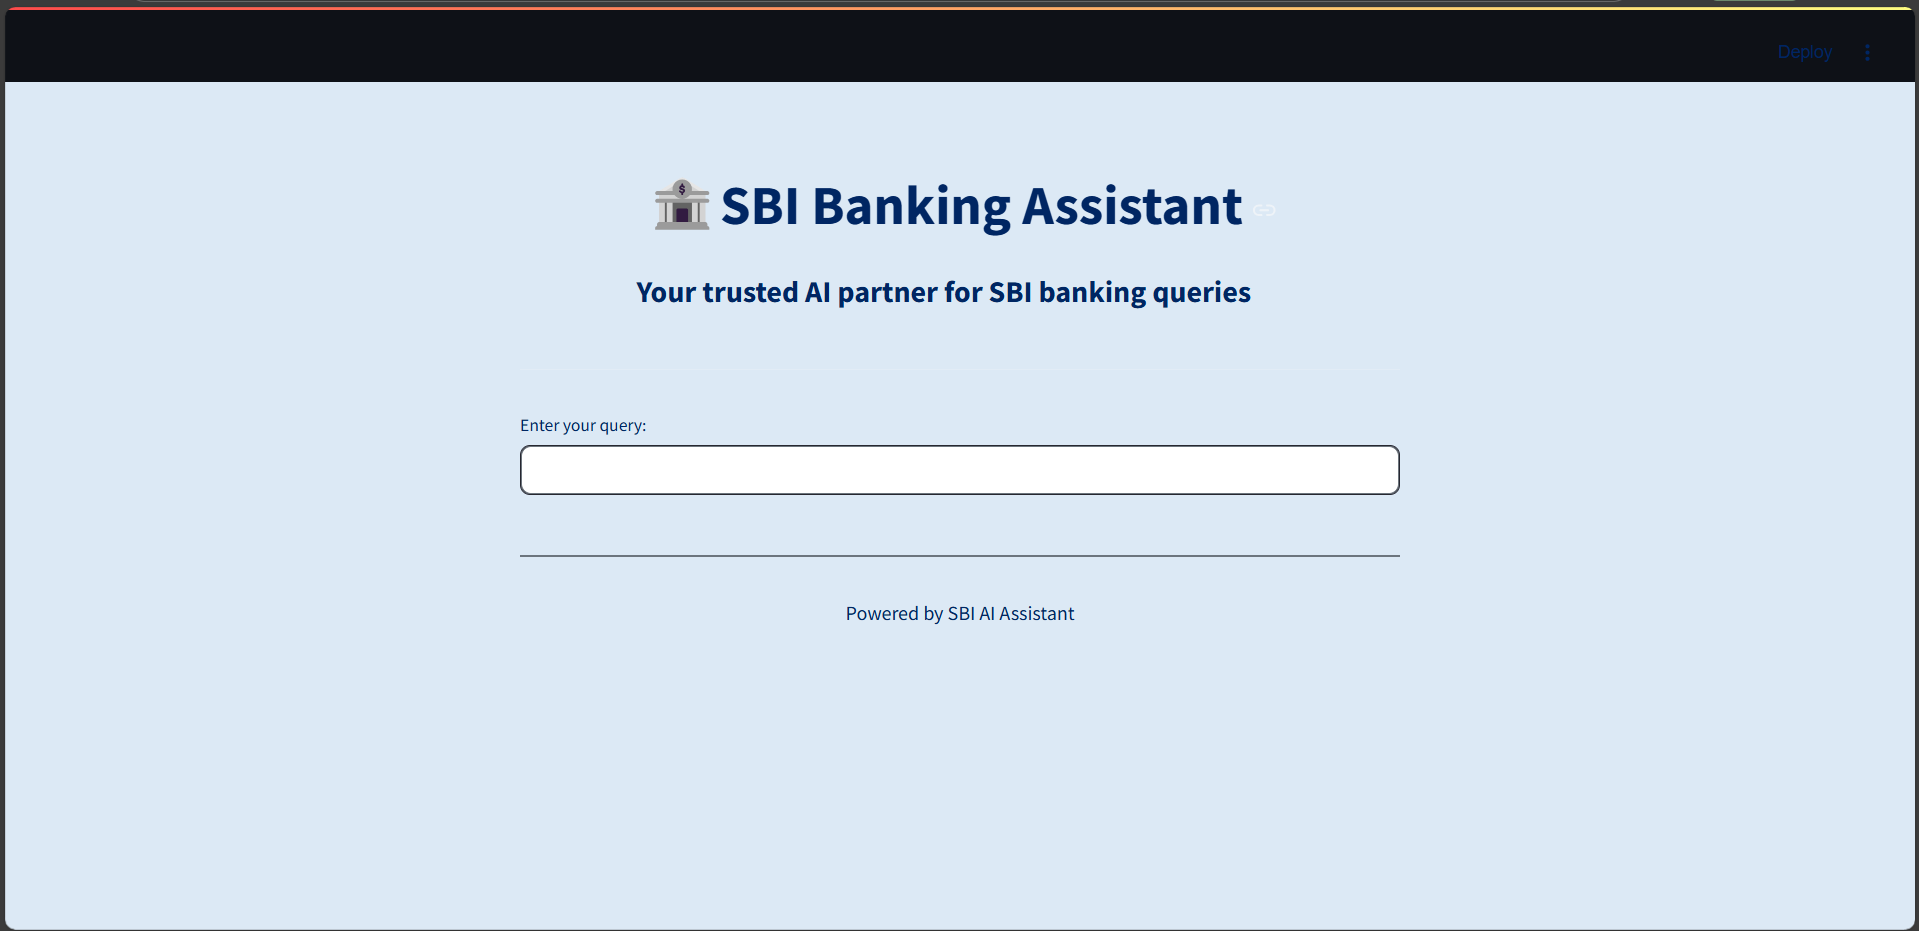 Deploy
SBI Banking Assistant
Your trusted AI partner for SBI banking queries
Enter your query:
Powered by SBI AI Assistant